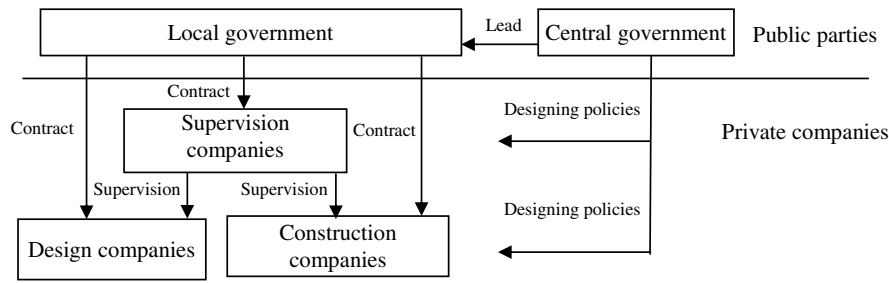 Local government
Lead
Central government
Public parties
Contract
Designing policies
Contract
Supervision
companies
Contract
Private companies
Supervision
Supervision
Designing policies
Design companies
Construction
companies